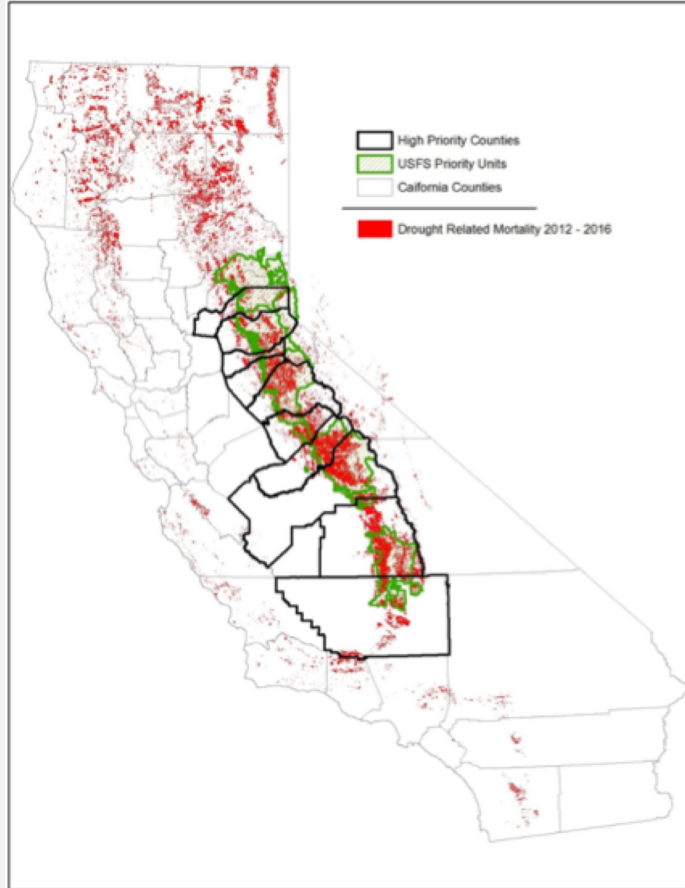 High Priority Counties
USFS Priority Units
Caifornia Counties
Drought Related Mortality 2012 - 2016